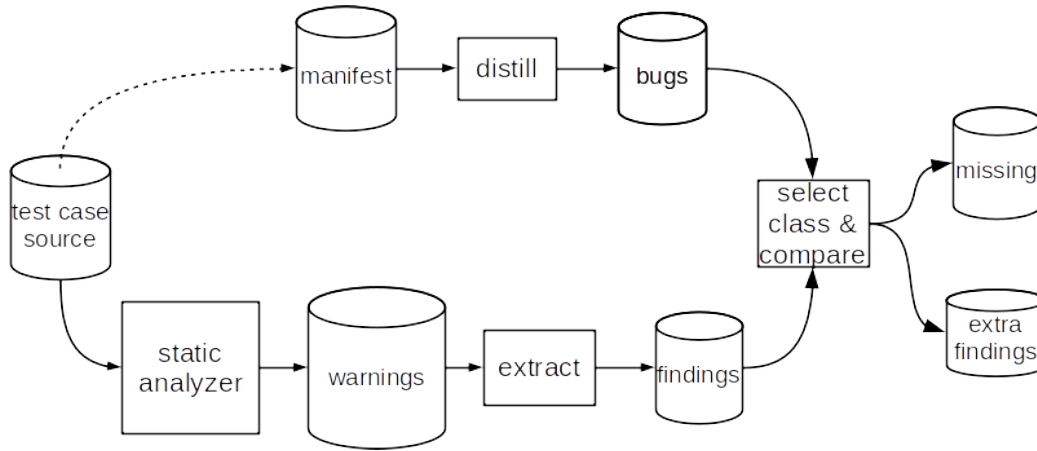 manifest
distill
bugs
test case
source
select
class &
compare
missing
static
analyzer
warnings
extract
findings
extra
findings